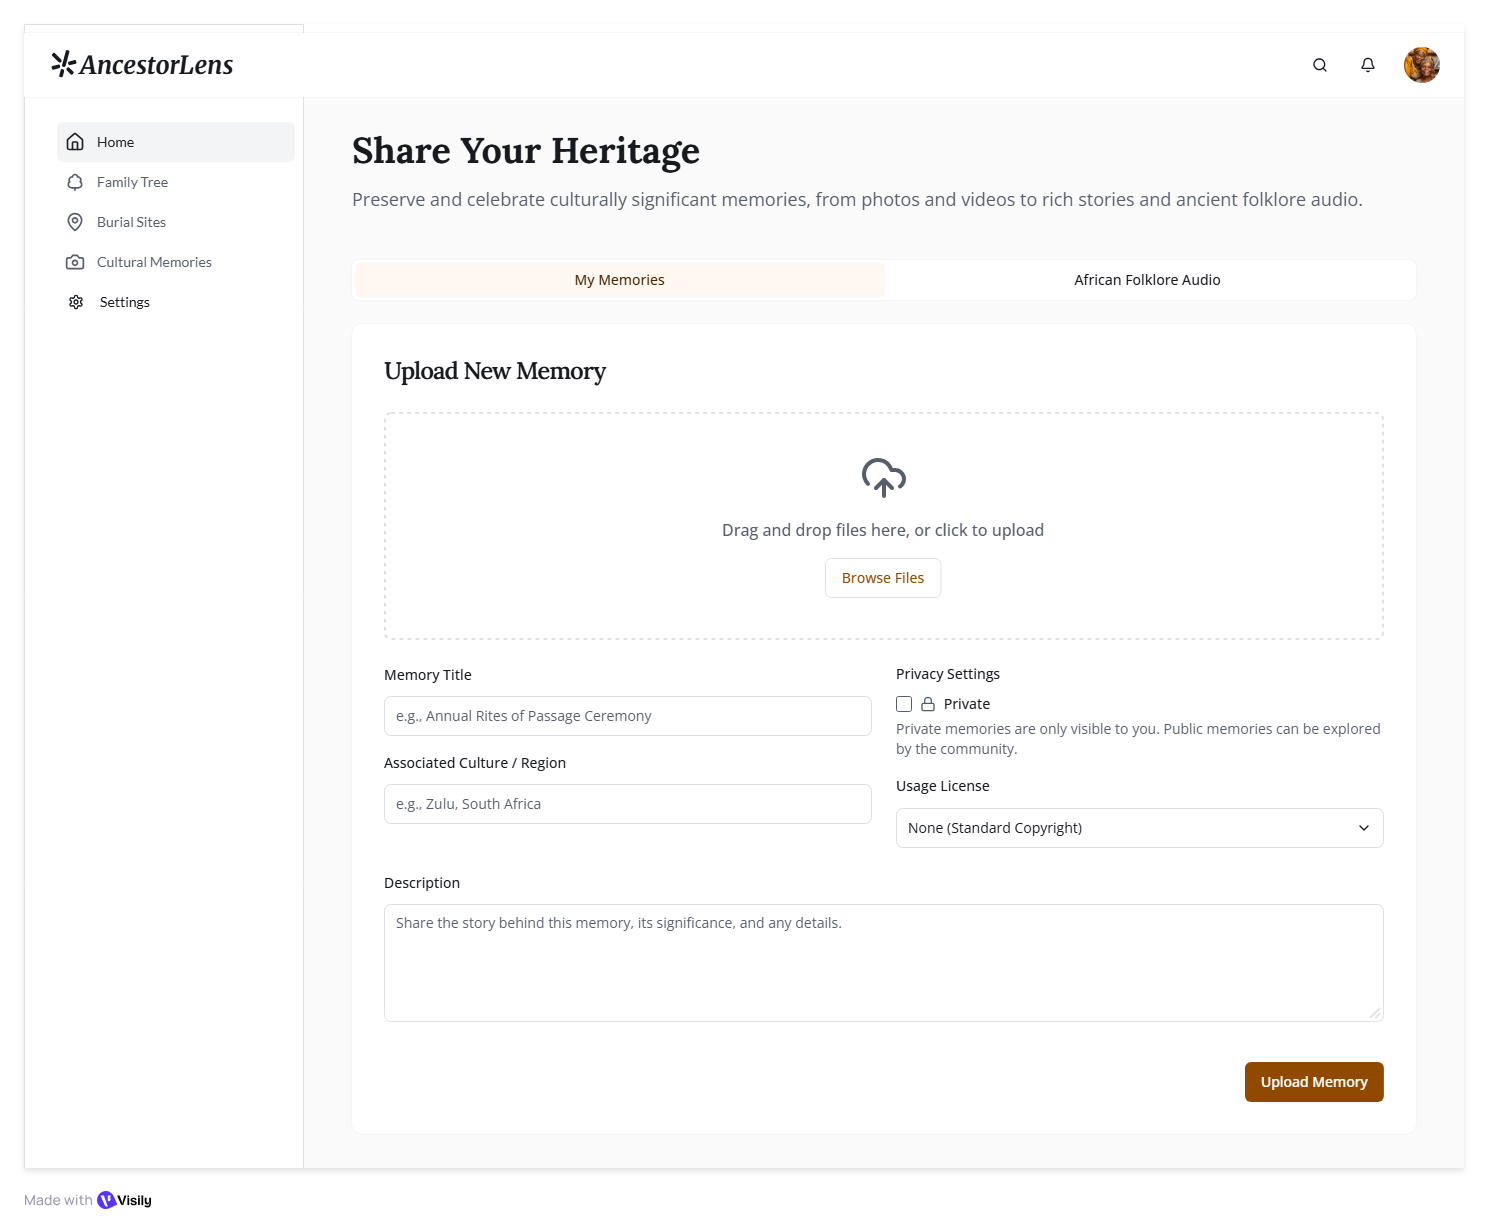 AncestorLens
Home
Family Tree
Burial Sites
Cultural Memories
Settings
Share Your Heritage
Preserve and celebrate culturally significant memories, from photos and videos to rich stories and ancient folklore audio.
My Memories
African Folklore Audio
Upload New Memory
Drag and drop files here, or click to upload
Browse Files
Memory Title
e.g., Annual Rites of Passage Ceremony
Associated Culture / Region
e.g., Zulu, South Africa
Privacy Settings
Private
Private memories are only visible to you. Public memories can be explored
by the community.
Usage License
None (Standard Copyright)
Description
Share the story behind this memory, its significance, and any details.
Upload Memory
Made with Visily